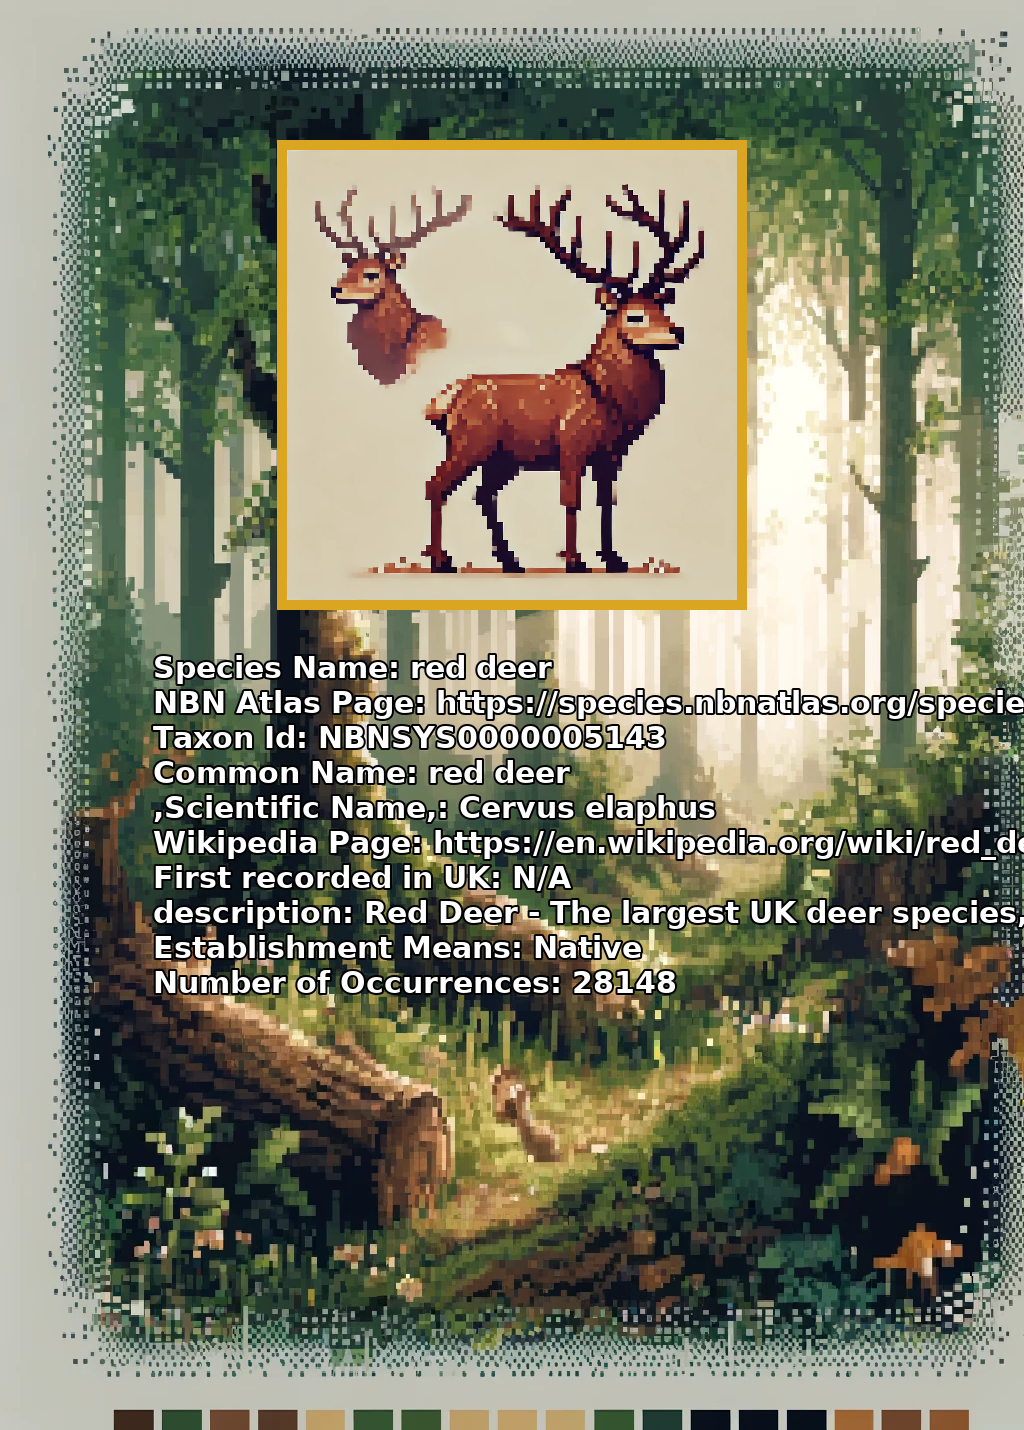 Species Name: red deer
NBN Atlas Page: https://species.nbnatlas.org/specie
Taxon Id: NBNSYS0000005143
Common Name: red deer
,Scientific Name,: Cervus elaphus
Wikipedia Page: https://en.wikipedia.org/wiki/red_de
First recorded in UK: N/A
description: Red Deer - The largest UK deer species,
Establishment Means: Native
Number of Occurrences: 28148